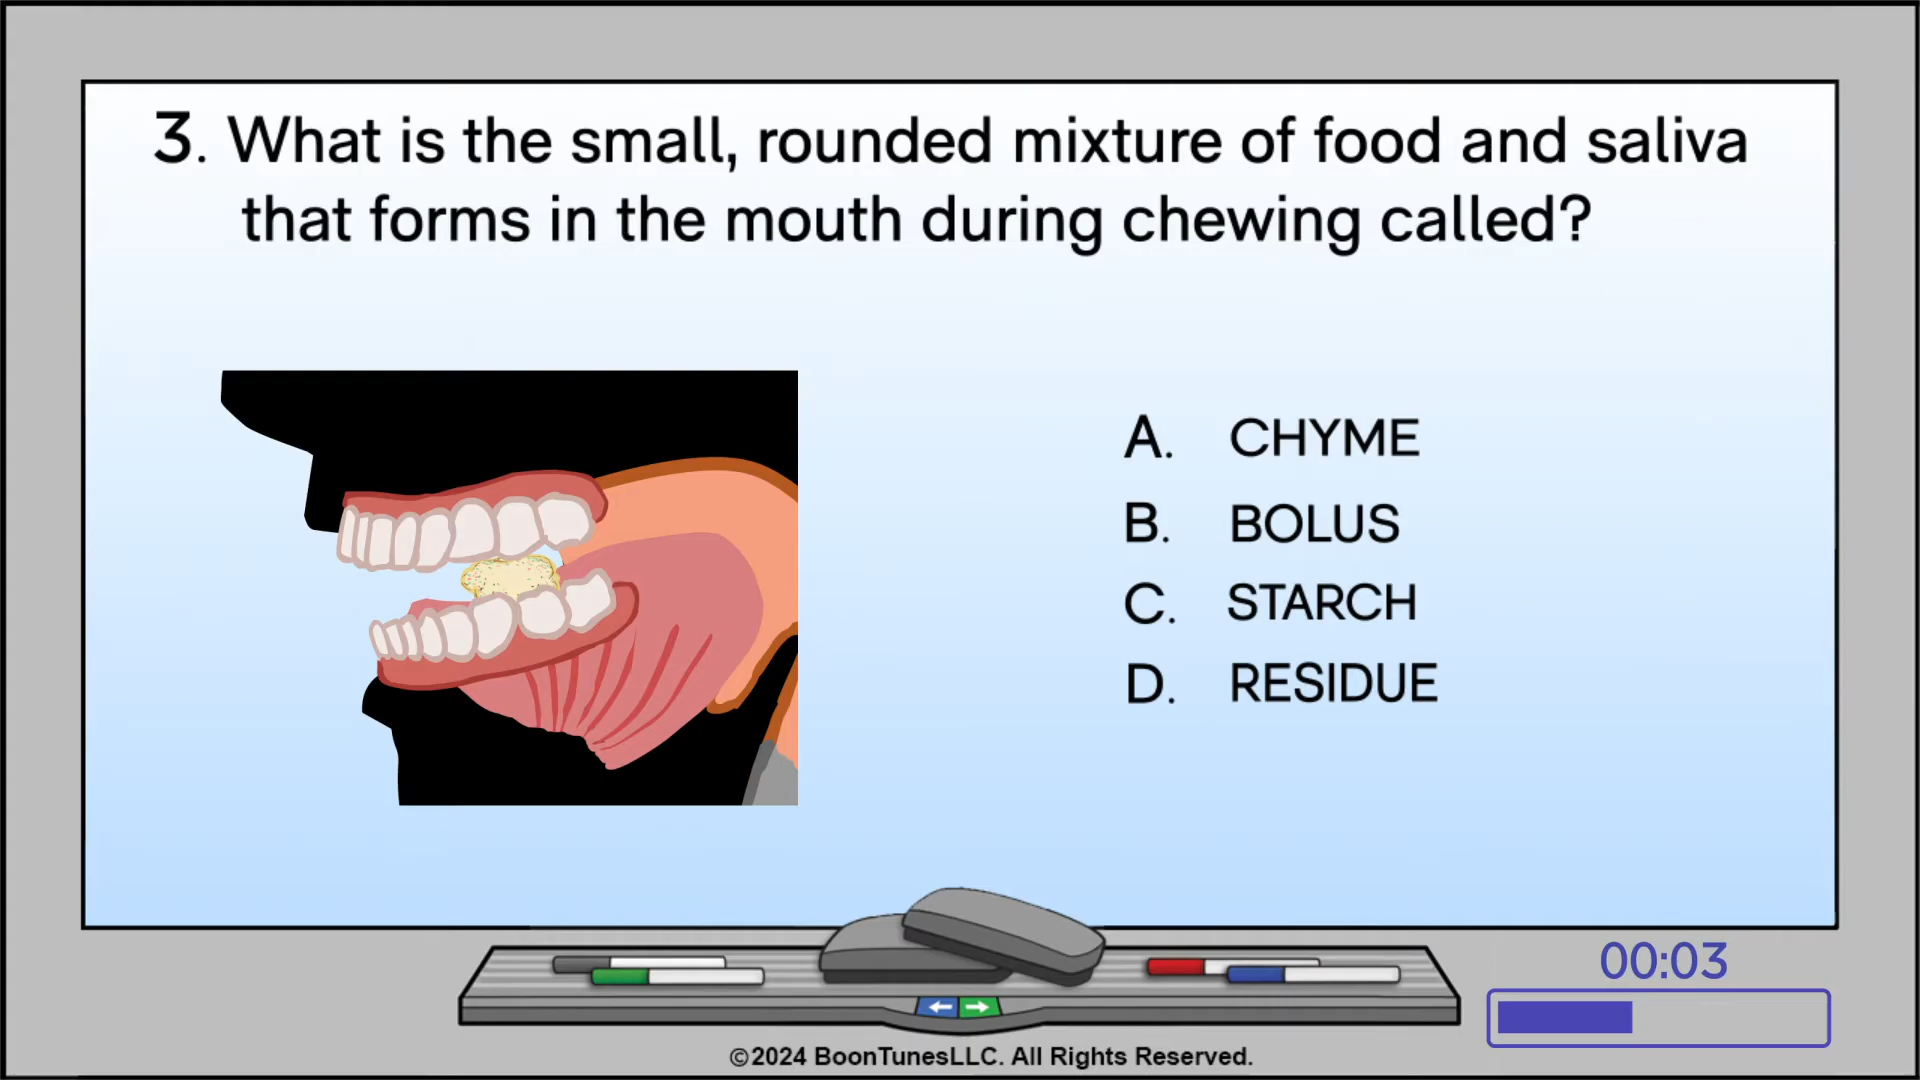 3. What is the small, rounded mixture of food and saliva
that forms in the mouth during chewing called?
A. CHYME
B. BOLUS
C. STARCH
D. RESIDUE
00:03
©2024 BoonTunesLLC. All Rights Reserved.